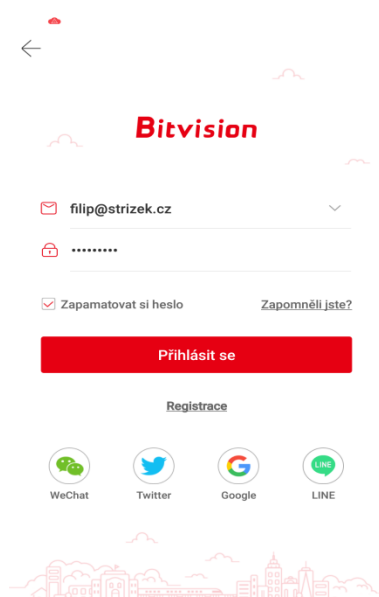 Bitvision
filip@strizek.cz
•••••••••
Zapamatovat si heslo
Zapomněli jste?
Přihlásit se
Registrace
LINE
WeChat
Twitter
Google
LINE